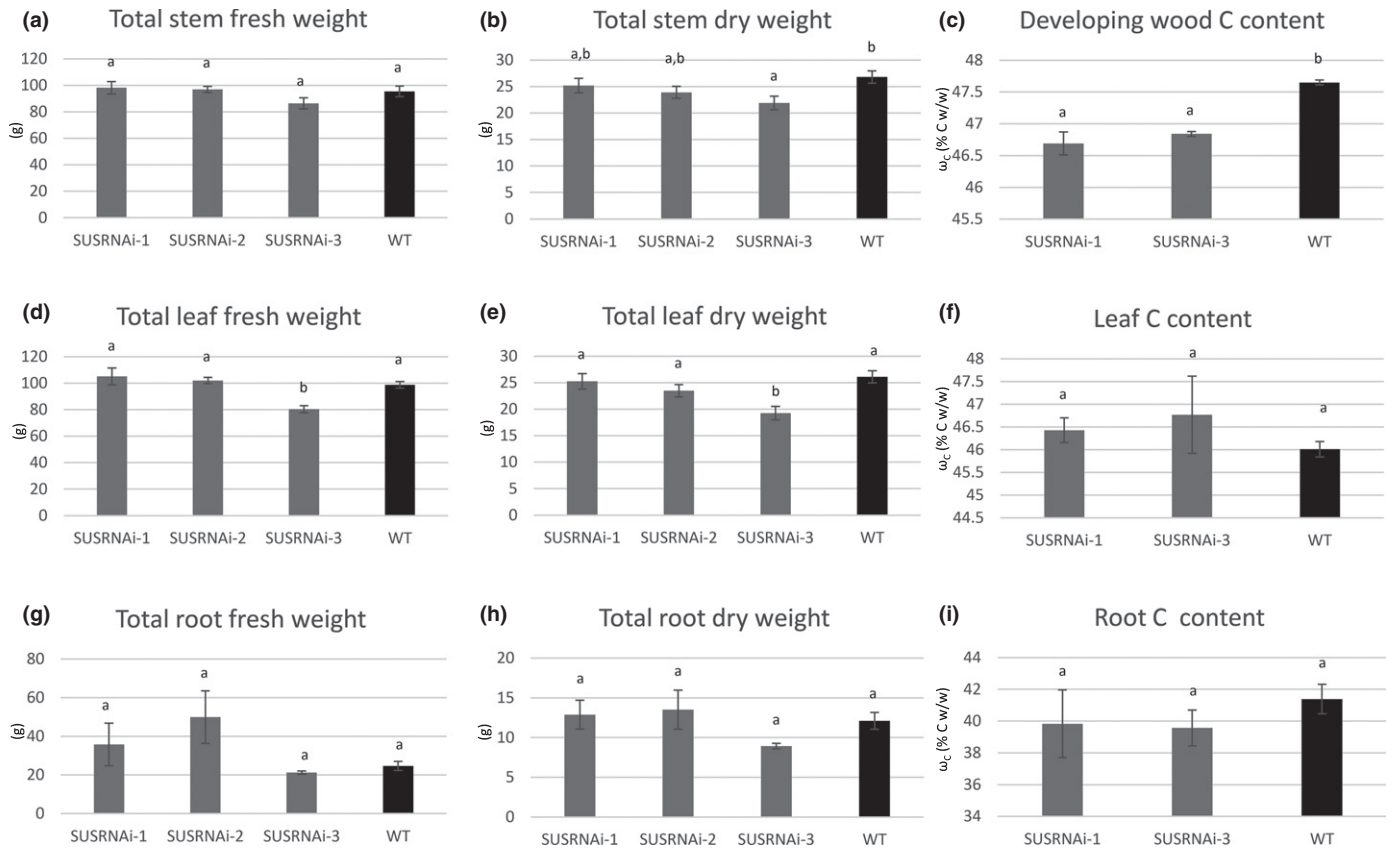 (a) Total stem fresh weight
120
100
80
60
40
20
0
(g)
a a a a
SUSRNAi-1 SUSRNAi-2 SUSRNAi-3 WT
(b) Total stem dry weight
30
25
20
15
10
5
0
(g)
a,b a,b a b
SUSRNAi-1 SUSRNAi-2 SUSRNAi-3 WT
(c) Developing wood C content
48
47.5
47
46.5
46
45.5
ωC (% C w/w)
a a b
SUSRNAi-1 SUSRNAi-3 WT
(d) Total leaf fresh weight
120
100
80
60
40
20
0
(g)
a a b a
SUSRNAi-1 SUSRNAi-2 SUSRNAi-3 WT
(e) Total leaf dry weight
30
25
20
15
10
5
0
(g)
a a b a
SUSRNAi-1 SUSRNAi-2 SUSRNAi-3 WT
(f) Leaf C content
48
47.5
47
46.5
46
45.5
45
44.5
ωC (% C w/w)
a a a
SUSRNAi-1 SUSRNAi-3 WT
(g) Total root fresh weight
80
60
40
20
0
(g)
a a a a
SUSRNAi-1 SUSRNAi-2 SUSRNAi-3 WT
(h) Total root dry weight
20
15
10
5
0
(g)
a a a a
SUSRNAi-1 SUSRNAi-2 SUSRNAi-3 WT
(i) Root C content
44
42
40
38
36
34
ωC (% C w/w)
a a a
SUSRNAi-1 SUSRNAi-3 WT